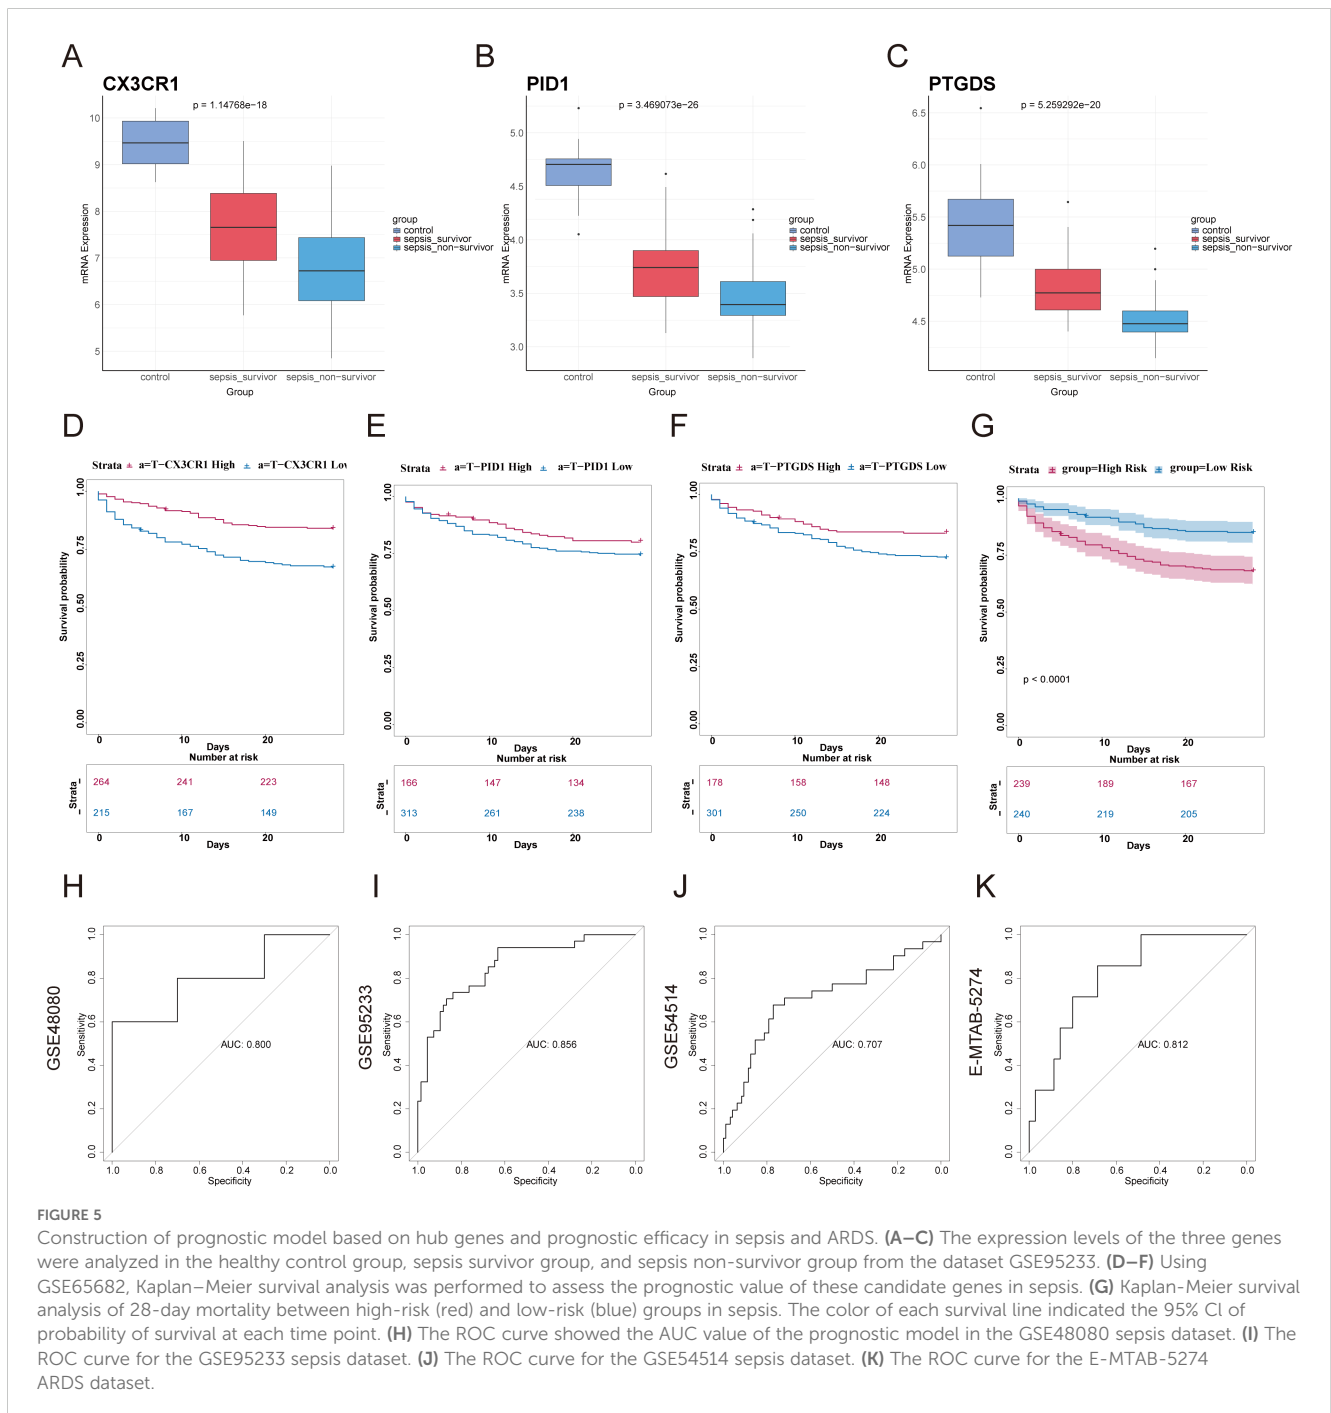 A
CX3CR1
p = 1.14768e−18
mRNA Expression
10
9
8
7
6
5
control
sepsis_survivor
sepsis_non−survivor
Group
group
control
sepsis_survivor
sepsis_non−survivor
B
PID1
p = 3.469073e−26
mRNA Expression
5.0
4.5
4.0
3.5
3.0
control
sepsis_survivor
sepsis_non−survivor
Group
group
control
sepsis_survivor
sepsis_non−survivor
C
PTGDS
p = 5.259292e−20
mRNA Expression
6.5
6.0
5.5
5.0
4.5
control
sepsis_survivor
sepsis_non−survivor
Group
group
control
sepsis_survivor
sepsis_non−survivor
D
Strata a=T−CX3CR1 High a=T−CX3CR1 Low
Survival probability
1.00
0.75
0.50
0.25
0.00
0 10 20
Days
Number at risk
Strata
264 241 223
215 167 149
0 10 20
Days
E
Strata a=T−PID1 High a=T−PID1 Low
Survival probability
1.00
0.75
0.50
0.25
0.00
0 10 20
Days
Number at risk
Strata
166 147 134
313 261 238
0 10 20
Days
F
Strata a=T−PTGDS High a=T−PTGDS Low
Survival probability
1.00
0.75
0.50
0.25
0.00
0 10 20
Days
Number at risk
Strata
178 158 148
301 250 224
0 10 20
Days
G
Strata group=High Risk group=Low Risk
Survival probability
1.00
0.75
0.50
0.25
0.00
p < 0.0001
0 10 20
Days
Number at risk
Strata
239 189 167
240 219 205
0 10 20
Days
H
GSE48080
Sensitivity
1.0
0.8
0.6
0.4
0.2
0.0
AUC: 0.800
1.0 0.8 0.6 0.4 0.2 0.0
Specificity
I
GSE95233
Sensitivity
1.0
0.8
0.6
0.4
0.2
0.0
AUC: 0.856
1.0 0.8 0.6 0.4 0.2 0.0
Specificity
J
GSE54514
Sensitivity
1.0
0.8
0.6
0.4
0.2
0.0
AUC: 0.707
1.0 0.8 0.6 0.4 0.2 0.0
Specificity
K
E-MTAB-5274
Sensitivity
1.0
0.8
0.6
0.4
0.2
0.0
AUC: 0.812
1.0 0.8 0.6 0.4 0.2 0.0
Specificity
FIGURE 5
Construction of prognostic model based on hub genes and prognostic efficacy in sepsis and ARDS. (A–C) The expression levels of the three genes
were analyzed in the healthy control group, sepsis survivor group, and sepsis non-survivor group from the dataset GSE95233. (D–F) Using
GSE65682, Kaplan–Meier survival analysis was performed to assess the prognostic value of these candidate genes in sepsis. (G) Kaplan-Meier survival
analysis of 28-day mortality between high-risk (red) and low-risk (blue) groups in sepsis. The color of each survival line indicated the 95% CI of
probability of survival at each time point. (H) The ROC curve showed the AUC value of the prognostic model in the GSE48080 sepsis dataset. (I) The
ROC curve for the GSE95233 sepsis dataset. (J) The ROC curve for the GSE54514 sepsis dataset. (K) The ROC curve for the E-MTAB-5274
ARDS dataset.